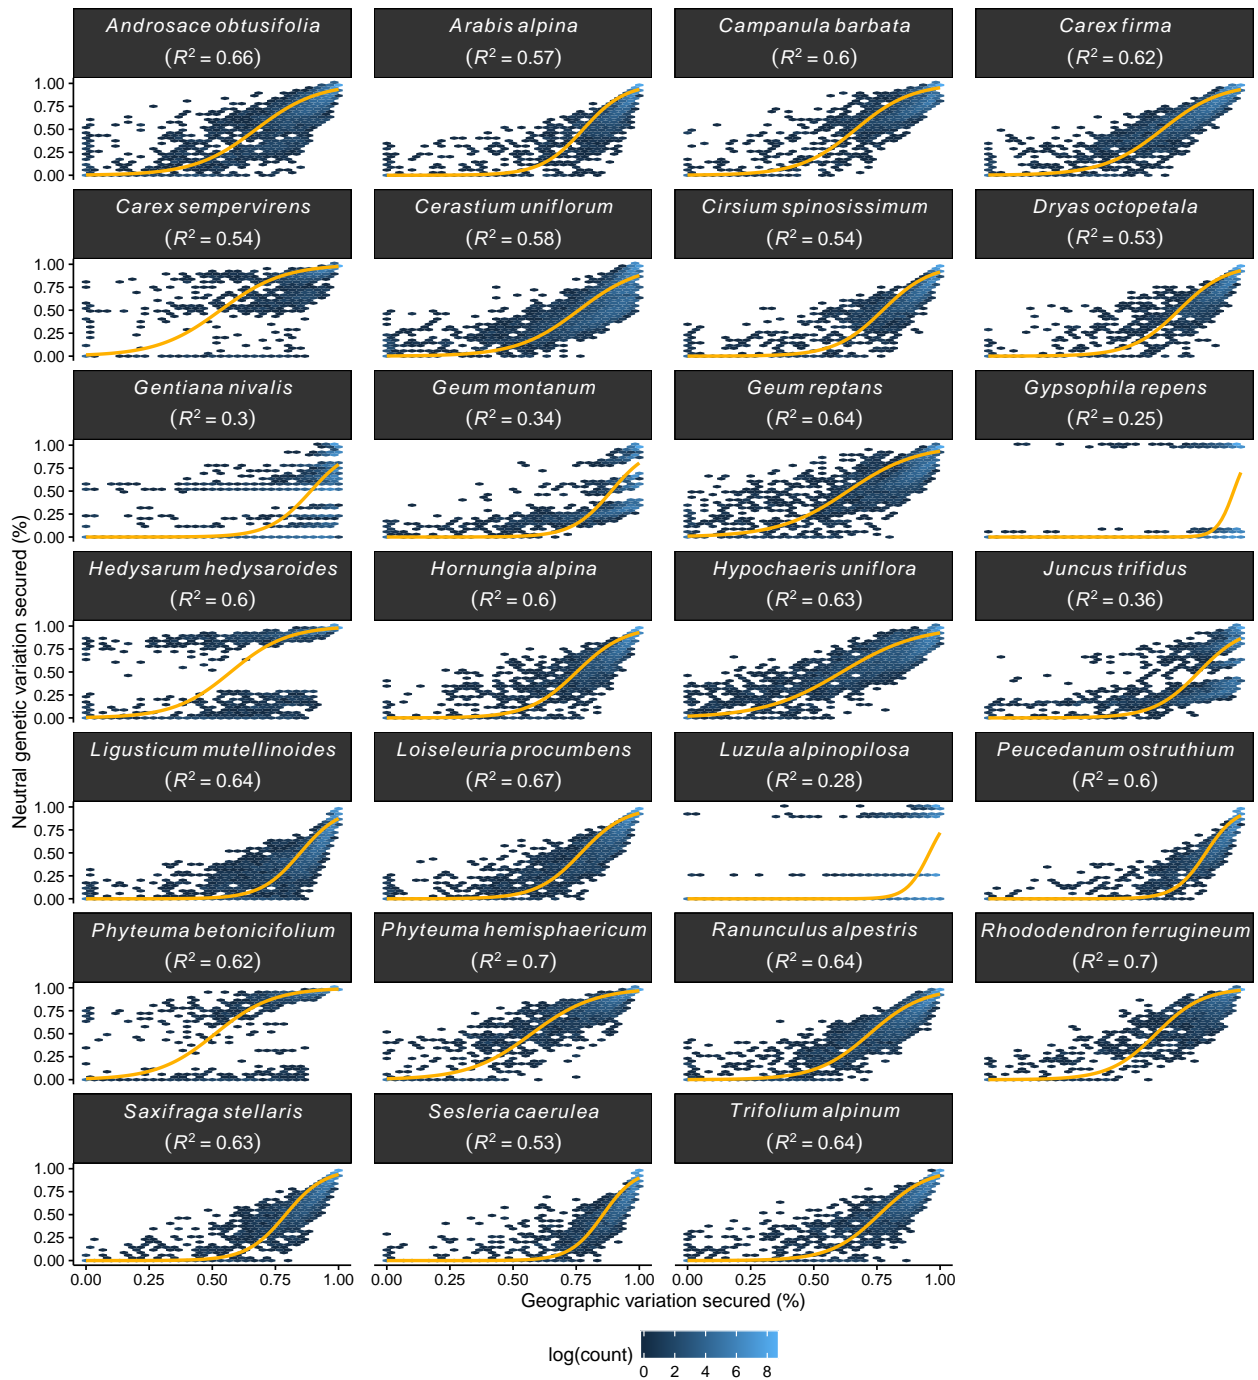 Androsace obtusifolia
(R² = 0.66)
Arabis alpina
(R² = 0.57)
Campanula barbata
(R² = 0.6)
Carex firma
(R² = 0.62)
1.00
0.75
0.50
0.25
0.00
Carex sempervirens
(R² = 0.54)
Cerastium uniflorum
(R² = 0.58)
Cirsium spinosissimum
(R² = 0.54)
Dryas octopetala
(R² = 0.53)
1.00
0.75
0.50
0.25
0.00
Gentiana nivalis
(R² = 0.3)
Geum montanum
(R² = 0.34)
Geum reptans
(R² = 0.64)
Gypsophila repens
(R² = 0.25)
1.00
0.75
0.50
0.25
0.00
Neutral genetic variation secured (%)
Hedysarum hedysaroides
(R² = 0.6)
Hornungia alpina
(R² = 0.6)
Hypochaeris uniflora
(R² = 0.63)
Juncus trifidus
(R² = 0.36)
1.00
0.75
0.50
0.25
0.00
Ligusticum mutellinoides
(R² = 0.64)
Loiseleuria procumbens
(R² = 0.67)
Luzula alpinopilosa
(R² = 0.28)
Peucedanum ostruthium
(R² = 0.6)
1.00
0.75
0.50
0.25
0.00
Phyteuma betonicifolium
(R² = 0.62)
Phyteuma hemisphaericum
(R² = 0.7)
Ranunculus alpestris
(R² = 0.64)
Rhododendron ferrugineum
(R² = 0.7)
1.00
0.75
0.50
0.25
0.00
Saxifraga stellaris
(R² = 0.63)
Sesleria caerulea
(R² = 0.53)
Trifolium alpinum
(R² = 0.64)
1.00
0.75
0.50
0.25
0.00
0.00 0.25 0.50 0.75 1.00
0.00 0.25 0.50 0.75 1.00
0.00 0.25 0.50 0.75 1.00
Geographic variation secured (%)
log(count)
0 2 4 6 8